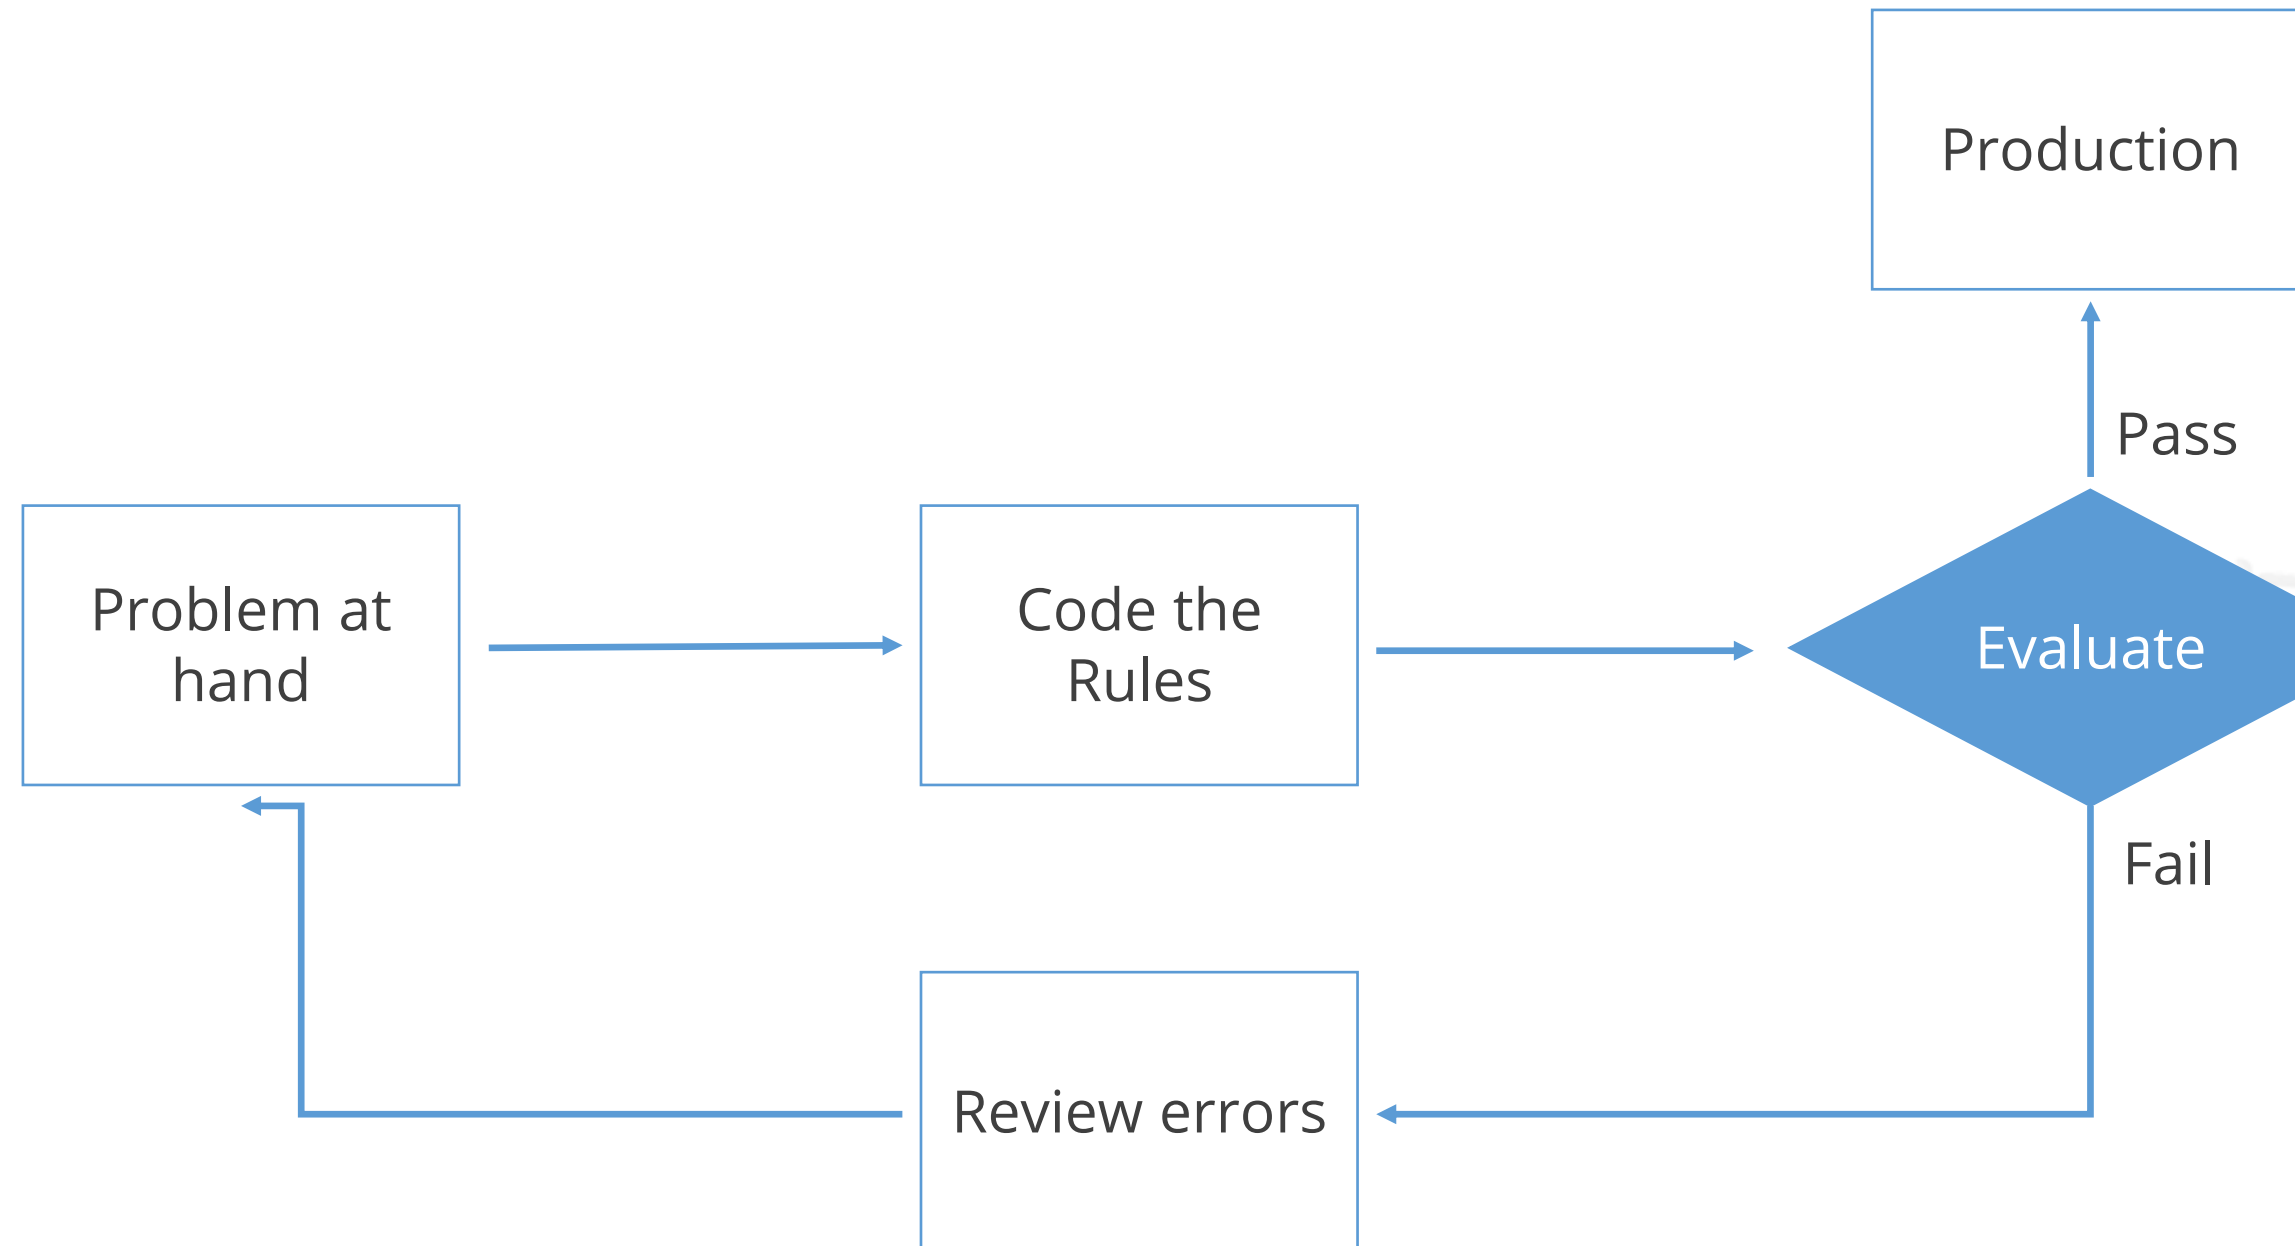 Production
Pass
Problem at
hand
Code the
Rules
Evaluate
Fail
Review errors